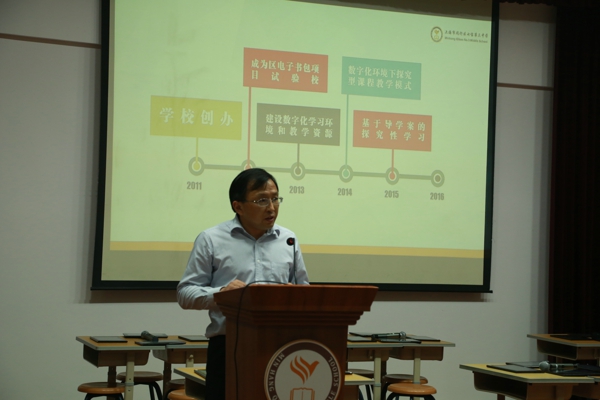 成为区电子书包项
目试验校
数字化环境下探究
型课程教学模式
学校创办
建设数字化学习环
境和教学资源
基于导学案的
探究性学习
2011
2013
2014
2015
2016
MIN HANG